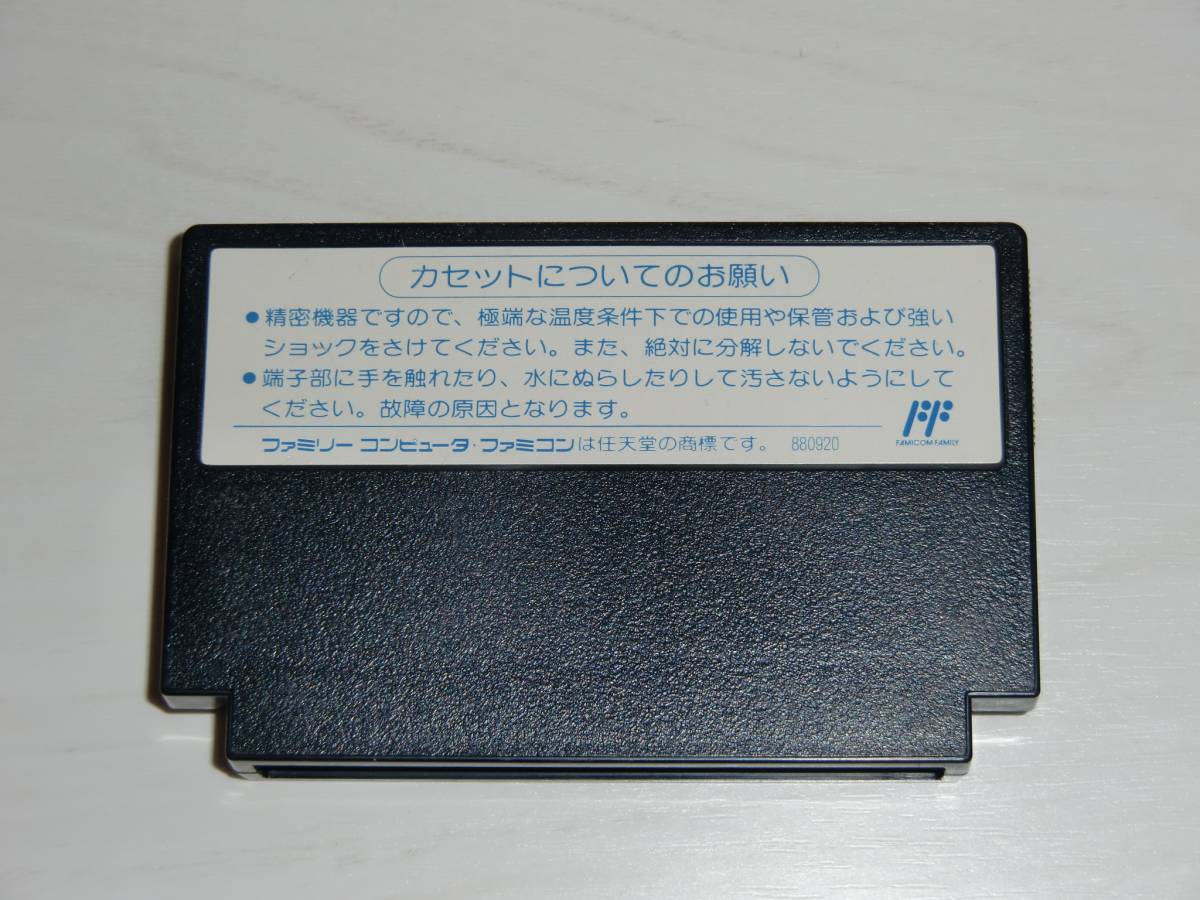 カセットについてのお願い
●精密機器ですので、極端な温度条件下での使用や保管および強い
ショックをさけてください。また、絶対に分解しないでください。
●端子部に手を触れたり、水にぬらしたりして汚さないようにして
ください。故障の原因となります。
FAMICOM FAMILY
ファミリー コンピュータ・ファミコンは任天堂の商標です。 880920